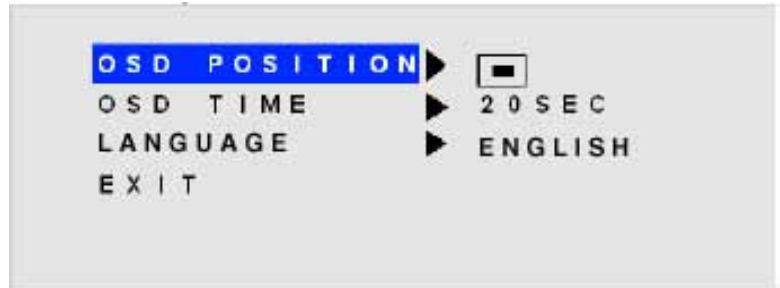 OSD POSITION
OSD TIME 20SEC
LANGUAGE ENGLISH
EXIT